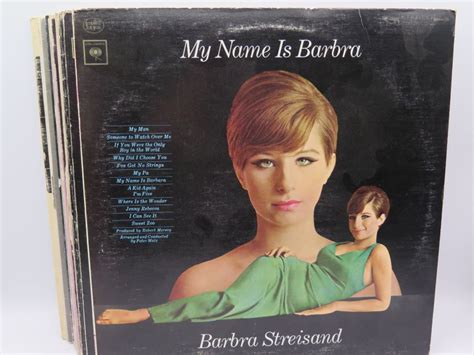 My Name Is Barbra
My Man
Someone to Watch Over Me
If You Were the Only
Boy in the World
Why Did I Choose You
I've Got No Strings
My Pa
My Name Is Barbara
A Kid Again
I'm Five
Where Is the Wonder
Jenny Rebecca
I Can See It
Sweet Zoo
Produced by Robert Mersey
Arranged and Conducted
by Peter Matz
Barbra Streisand